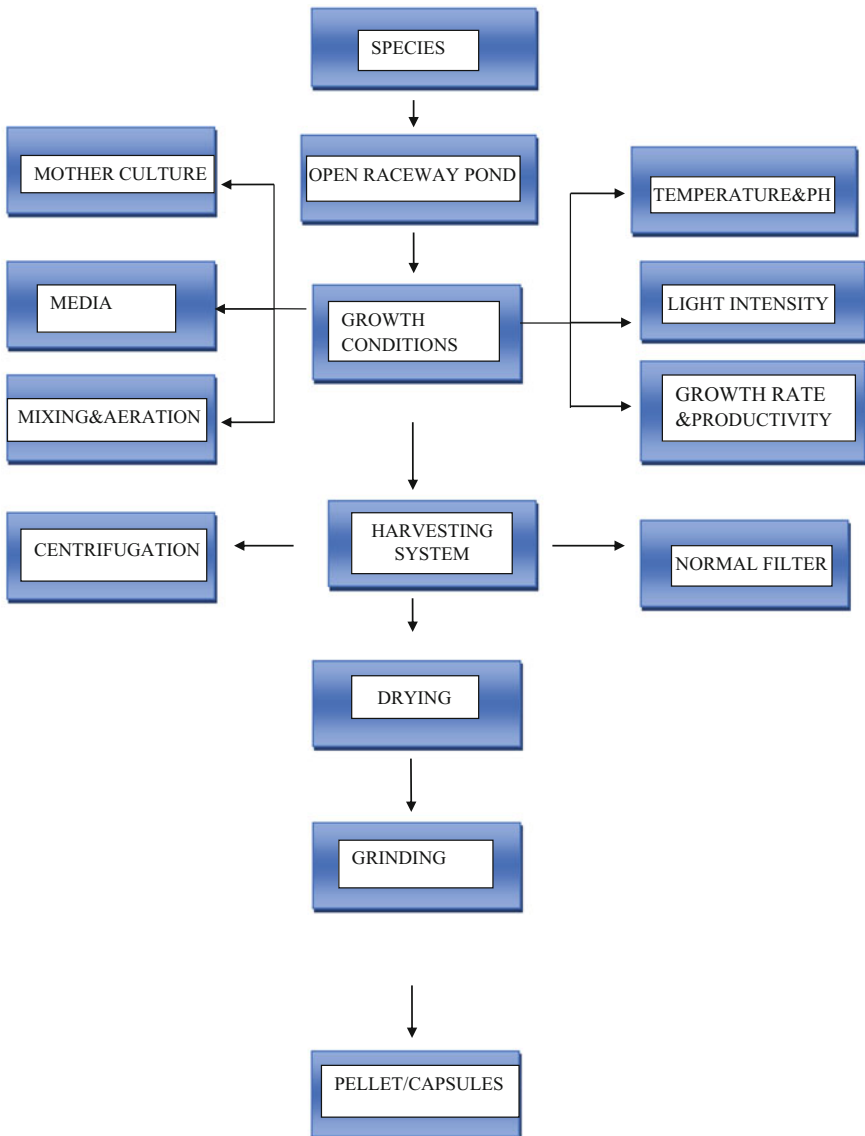 SPECIES
MOTHER CULTURE
OPEN RACEWAY POND
TEMPERATURE&PH
MEDIA
GROWTH
CONDITIONS
LIGHT INTENSITY
MIXING&AERATION
GROWTH RATE
&PRODUCTIVITY
CENTRIFUGATION
HARVESTING
SYSTEM
NORMAL FILTER
DRYING
GRINDING
PELLET/CAPSULES